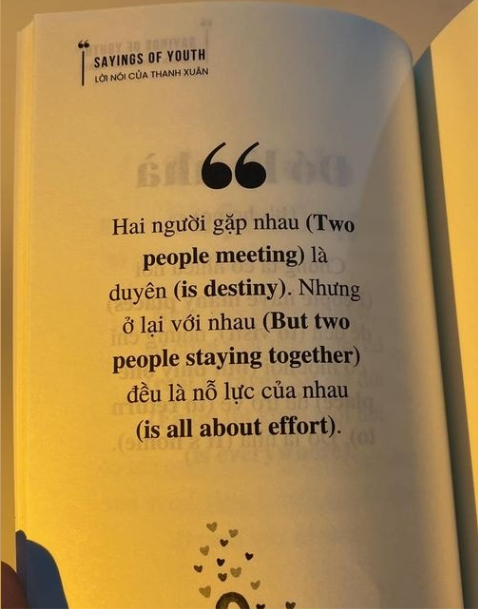 SAYINGS OF YOUTH
LỜI NÓI CỦA THANH XUÂN
Hai người gặp nhau (Two
people meeting) là
duyên (is destiny). Nhưng
ở lại với nhau (But two
people staying together)
đều là nỗ lực của nhau
(is all about effort).